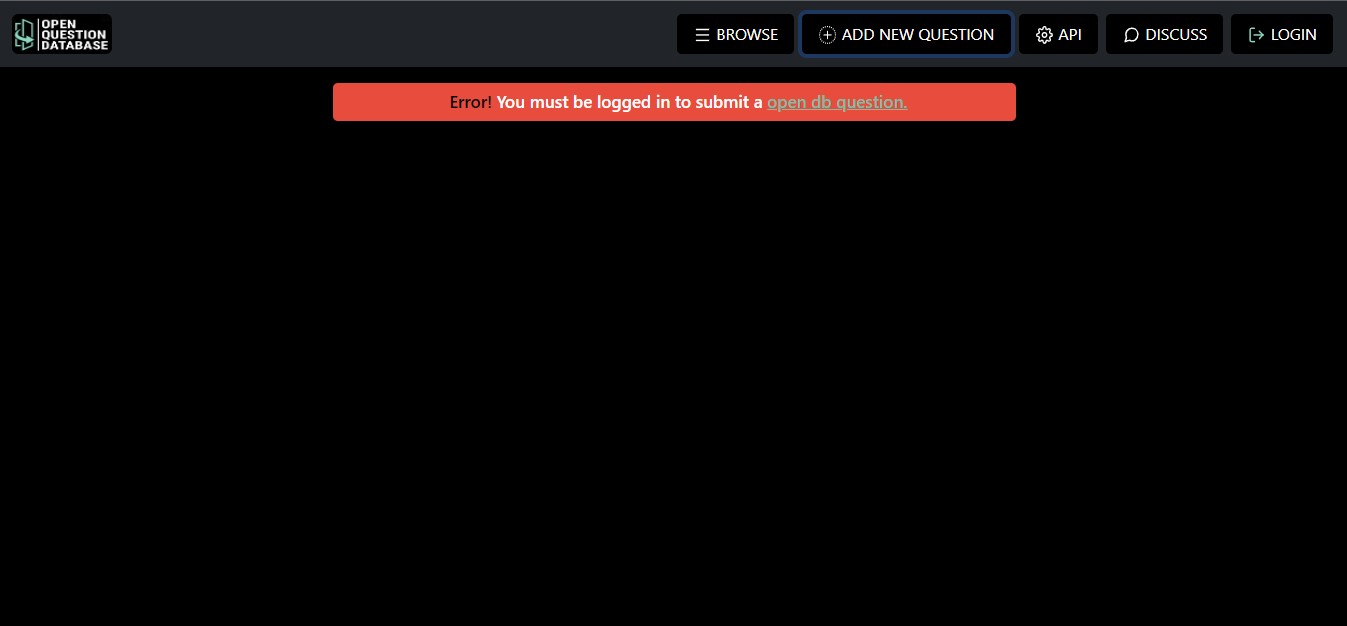 OPEN
QUESTION
DATABASE
BROWSE
ADD NEW QUESTION
API
DISCUSS
LOGIN
Error! You must be logged in to submit a open db question.